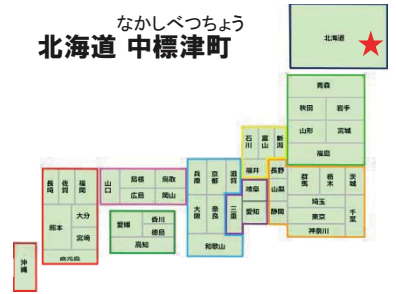 なかしべつちょう
北海道 中標津町
北海道
青森
秋田 岩手
山形 宮城
福島
石川 富山 新潟
福井 長野
岐阜 山梨
愛知 静岡
群馬 栃木 茨城
埼玉
東京 千葉
神奈川
兵庫 京都 滋賀
大阪 奈良 三重
和歌山
山口 島根 鳥取
広島 岡山
愛媛 香川
徳島
高知
長崎 佐賀 福岡
熊本 大分
宮崎
鹿児島
沖縄